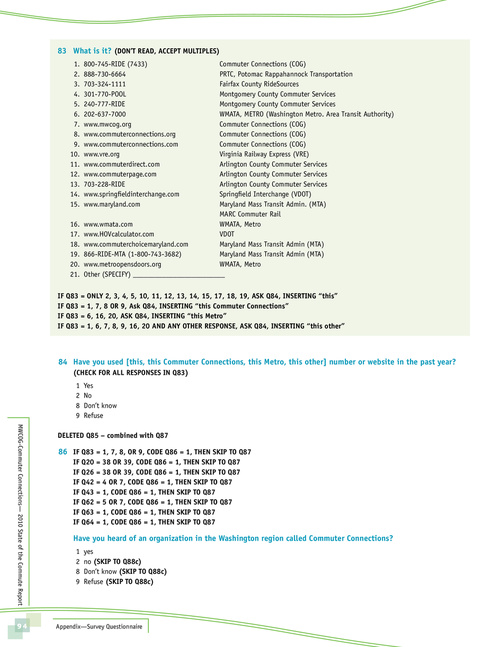 83 What is it? (DON'T READ, ACCEPT MULTIPLES)
1. 800-745-RIDE (7433) Commuter Connections (COG)
2. 888-730-6664 PRTC, Potomac Rappahannock Transportation
3. 703-324-1111 Fairfax County RideSources
4. 301-770-POOL Montgomery County Commuter Services
5. 240-777-RIDE Montgomery County Commuter Services
6. 202-637-7000 WMATA, METRO (Washington Metro. Area Transit Authority)
7. www.mwcog.org Commuter Connections (COG)
8. www.commuterconnections.org Commuter Connections (COG)
9. www.commuterconnections.com Commuter Connections (COG)
10. www.vre.org Virginia Railway Express (VRE)
11. www.commuterdirect.com Arlington County Commuter Services
12. www.commuterpage.com Arlington County Commuter Services
13. 703-228-RIDE Arlington County Commuter Services
14. www.springfieldinterchange.com Springfield Interchange (VDOT)
15. www.maryland.com Maryland Mass Transit Admin. (MTA)
MARC Commuter Rail
16. www.wmata.com WMATA, Metro
17. www.HOVcalculator.com VDOT
18. www.commuterchoicemaryland.com Maryland Mass Transit Admin (MTA)
19. 866-RIDE-MTA (1-800-743-3682) Maryland Mass Transit Admin (MTA)
20. www.metroopensdoors.org WMATA, Metro
21. Other (SPECIFY) ___________________________
IF Q83 = ONLY 2, 3, 4, 5, 10, 11, 12, 13, 14, 15, 17, 18, 19, ASK Q84, INSERTING "this"
IF Q83 = 1, 7, 8 OR 9, Ask Q84, INSERTING "this Commuter Connections"
IF Q83 = 6, 16, 20, ASK Q84, INSERTING "this Metro"
IF Q83 = 1, 6, 7, 8, 9, 16, 20 AND ANY OTHER RESPONSE, ASK Q84, INSERTING "this other"
84 Have you used [this, this Commuter Connections, this Metro, this other] number or website in the past year?
(CHECK FOR ALL RESPONSES IN Q83)
1 Yes
2 No
8 Don't know
9 Refuse
DELETED Q85 – combined with Q87
86 IF Q83 = 1, 7, 8, OR 9, CODE Q86 = 1, THEN SKIP TO Q87
IF Q20 = 38 OR 39, CODE Q86 = 1, THEN SKIP TO Q87
IF Q26 = 38 OR 39, CODE Q86 = 1, THEN SKIP TO Q87
IF Q42 = 4 OR 7, CODE Q86 = 1, THEN SKIP TO Q87
IF Q43 = 1, CODE Q86 = 1, THEN SKIP TO Q87
IF Q62 = 5 OR 7, CODE Q86 = 1, THEN SKIP TO Q87
IF Q63 = 1, CODE Q86 = 1, THEN SKIP TO Q87
IF Q64 = 1, CODE Q86 = 1, THEN SKIP TO Q87
Have you heard of an organization in the Washington region called Commuter Connections?
1 yes
2 no (SKIP TO Q88c)
8 Don't know (SKIP TO Q88c)
9 Refuse (SKIP TO Q88c)
MWCOG-Commuter Connections— 2010 State of the Commute Report
94 Appendix—Survey Questionnaire